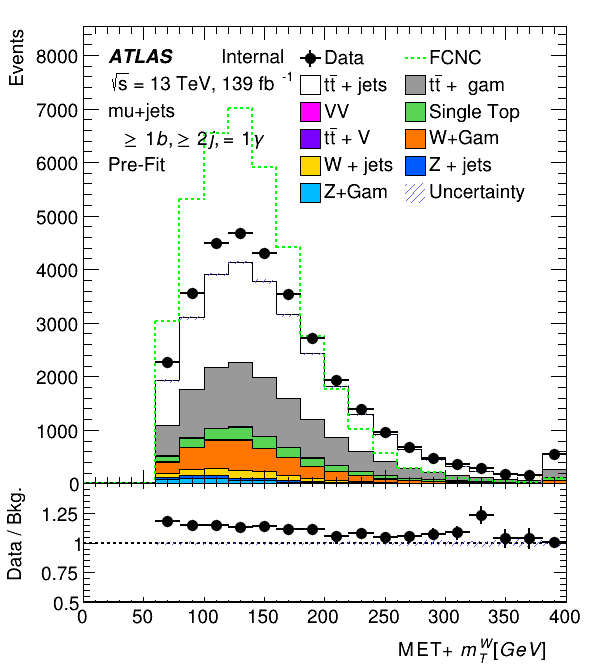 Events
8000
7000
6000
5000
4000
3000
2000
1000
0
ATLAS Internal
√s = 13 TeV, 139 fb -1
mu+jets
≥ 1b, ≥ 2j, = 1γ
Pre-Fit
Data FCNC
tt̄ + jets tt̄ + gam
VV Single Top
tt̄ + V W+Gam
W + jets Z + jets
Z+Gam Uncertainty
Data / Bkg.
1.25
1
0.75
0.5
0 50 100 150 200 250 300 350 400
MET+ m_T^W [GeV]